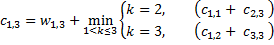 c₁,₃ = w₁,₃ + min 1<k≤3 { k = 2, (c₁,₁ + c₂,₃)
k = 3, (c₁,₂ + c₃,₃)